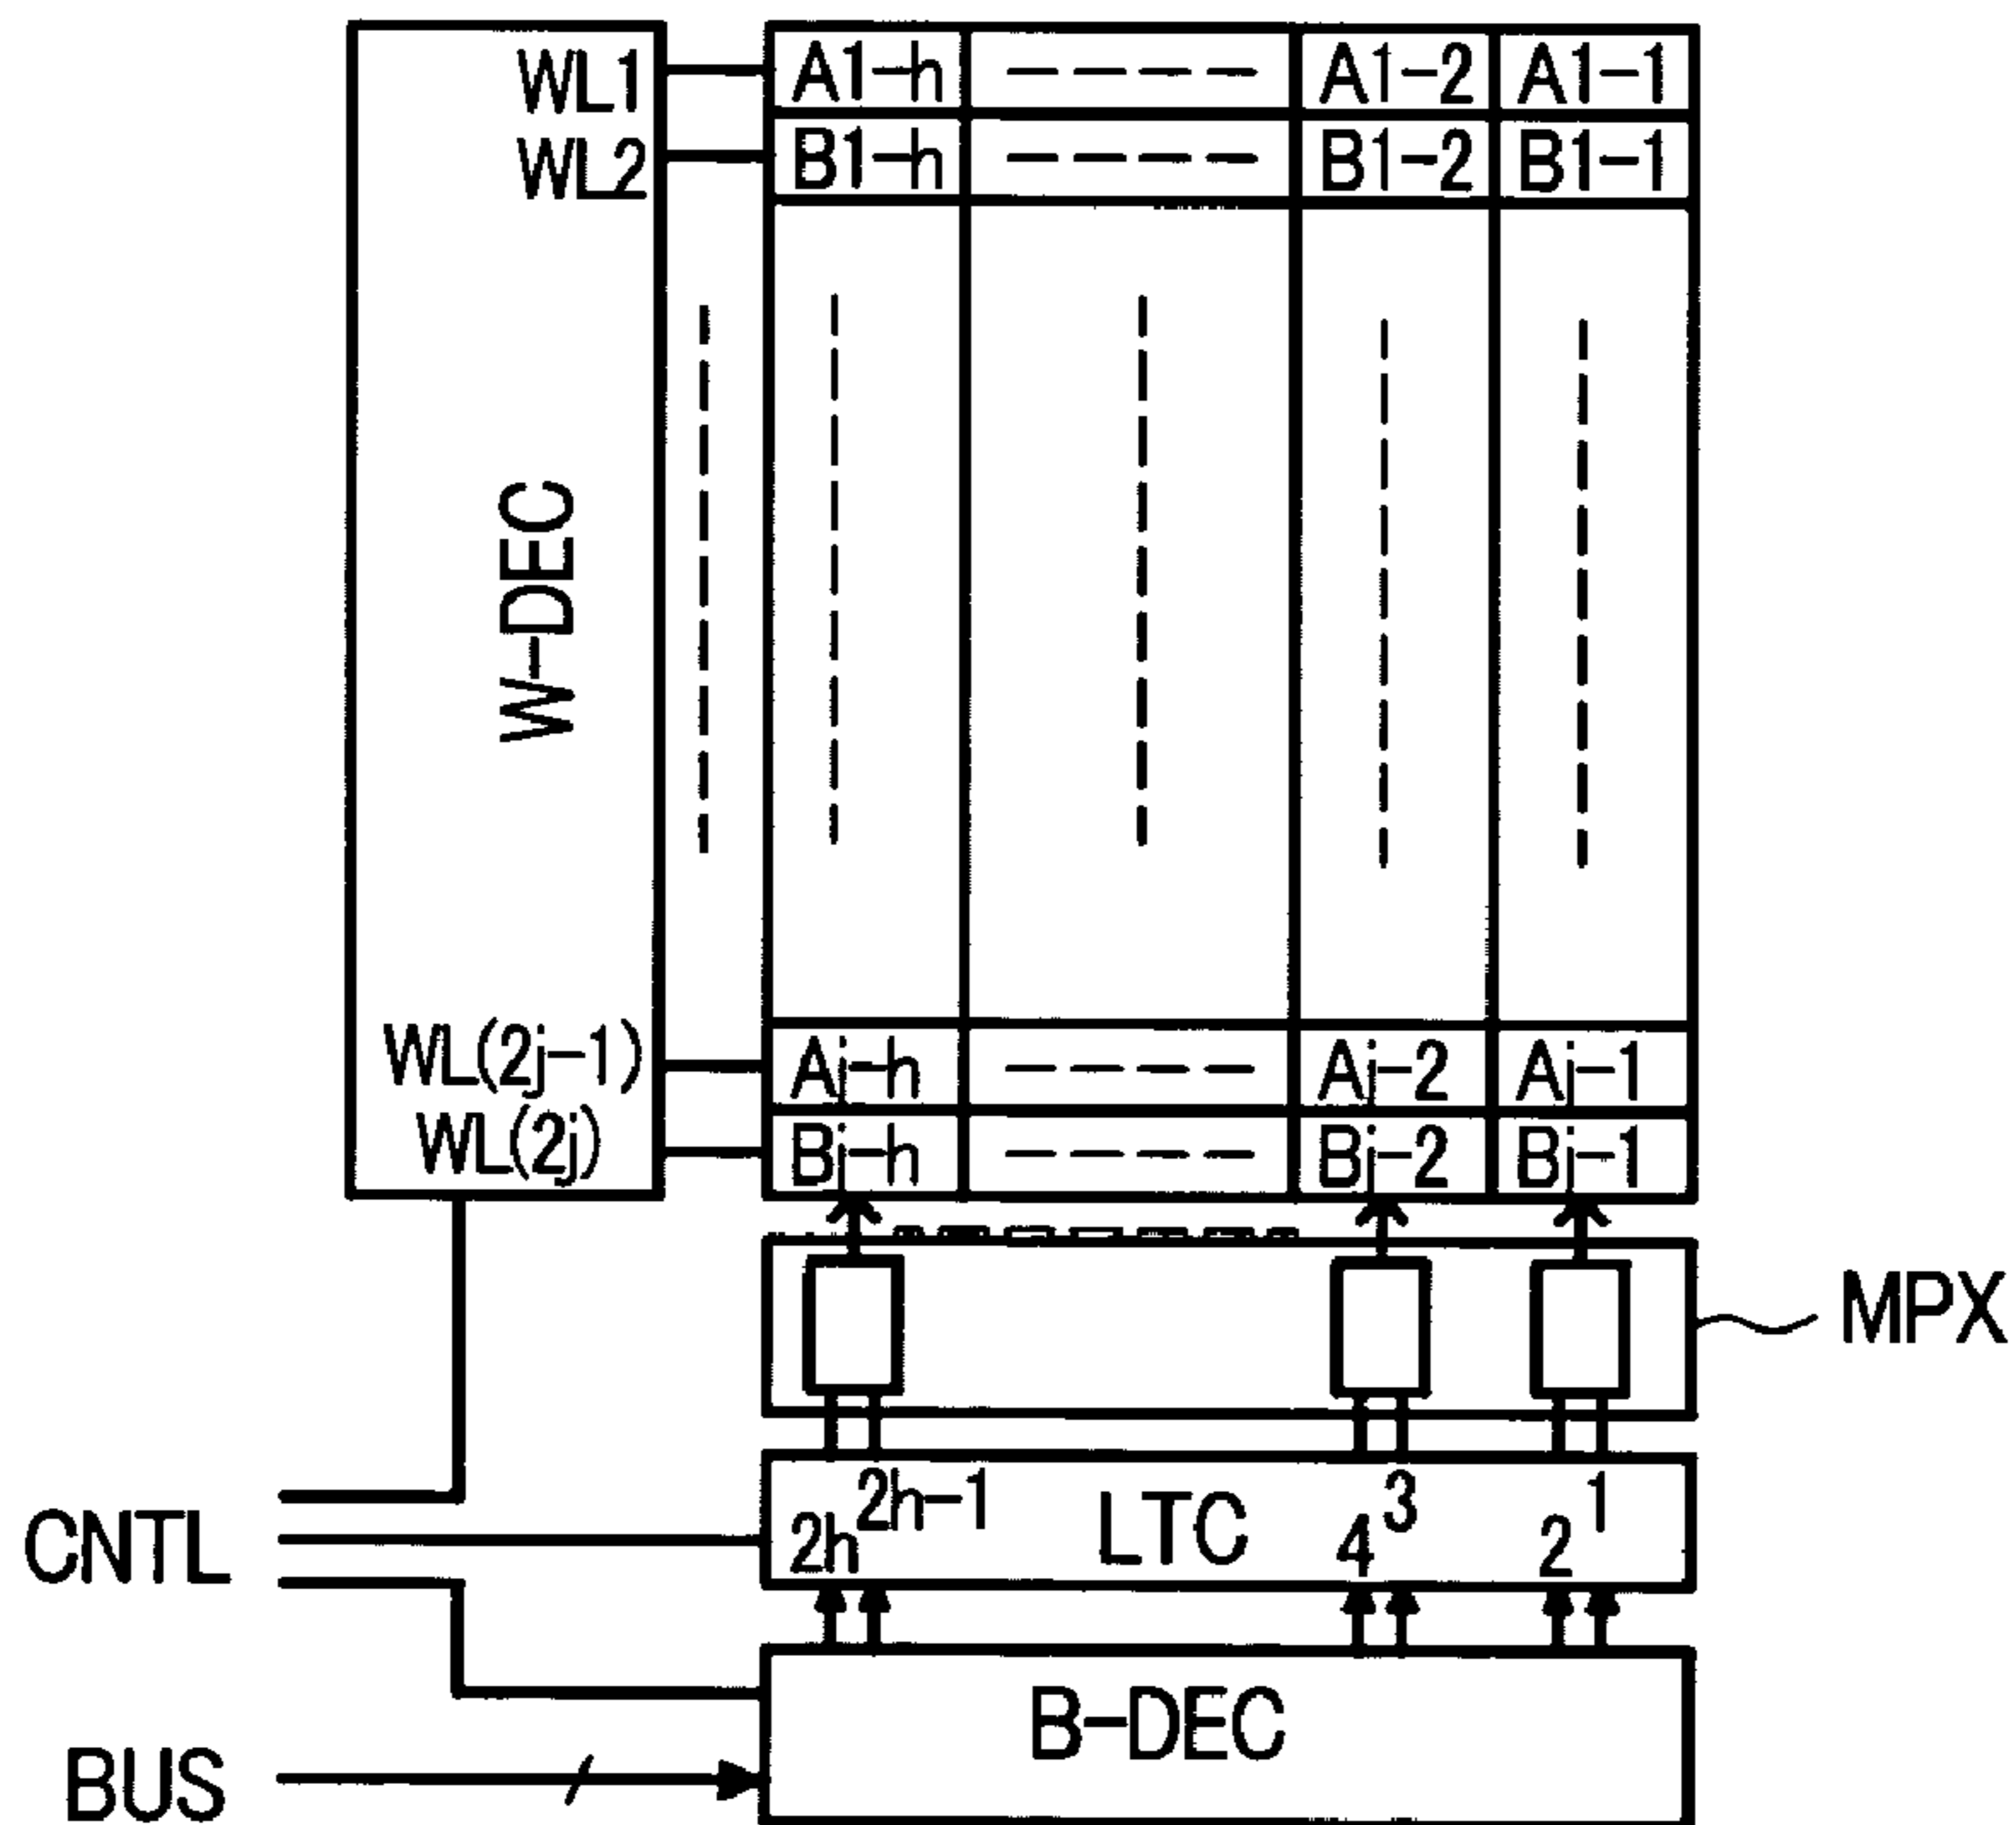 WL1 A1-h A1-2 A1-1
WL2 B1-h B1-2 B1-1
W-DEC
WL(2j-1) Aj-h Aj-2 Aj-1
WL(2j) Bj-h Bj-2 Bj-1
MPX
CNTL 2h 2h-1 LTC 4 3 2 1
B-DEC
BUS